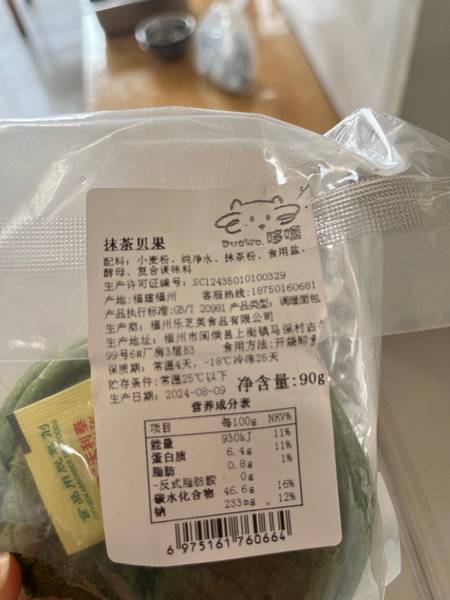 DUOWO. 哆喔
抹茶贝果
配料：小麦粉、纯净水、抹茶粉、食用盐、
酵母、复合调味料
生产许可证编号：SC12435010100329
产地：福建福州 客服热线：18750160681
产品执行标准：GB/T 20981 产品类型：调理面包
生产商：福州乐芝美食品有限公司
生产地址：福州市闽侯县上街镇马保村古
99号6#厂房3层B3 食用方法：开袋即食
保质期：常温4天，-18℃冷冻25天
贮存条件：常温25℃以下
生产日期：2024-08-09 净含量：90g
营养成分表
项目 每100g NRV%
能量 930kJ 11%
蛋白质 6.4g 11%
脂肪 0.8g 1%
-反式脂肪酸 0g
碳水化合物 46.6g 16%
钠 233mg 12%
6975161760664
食品用脱氧剂